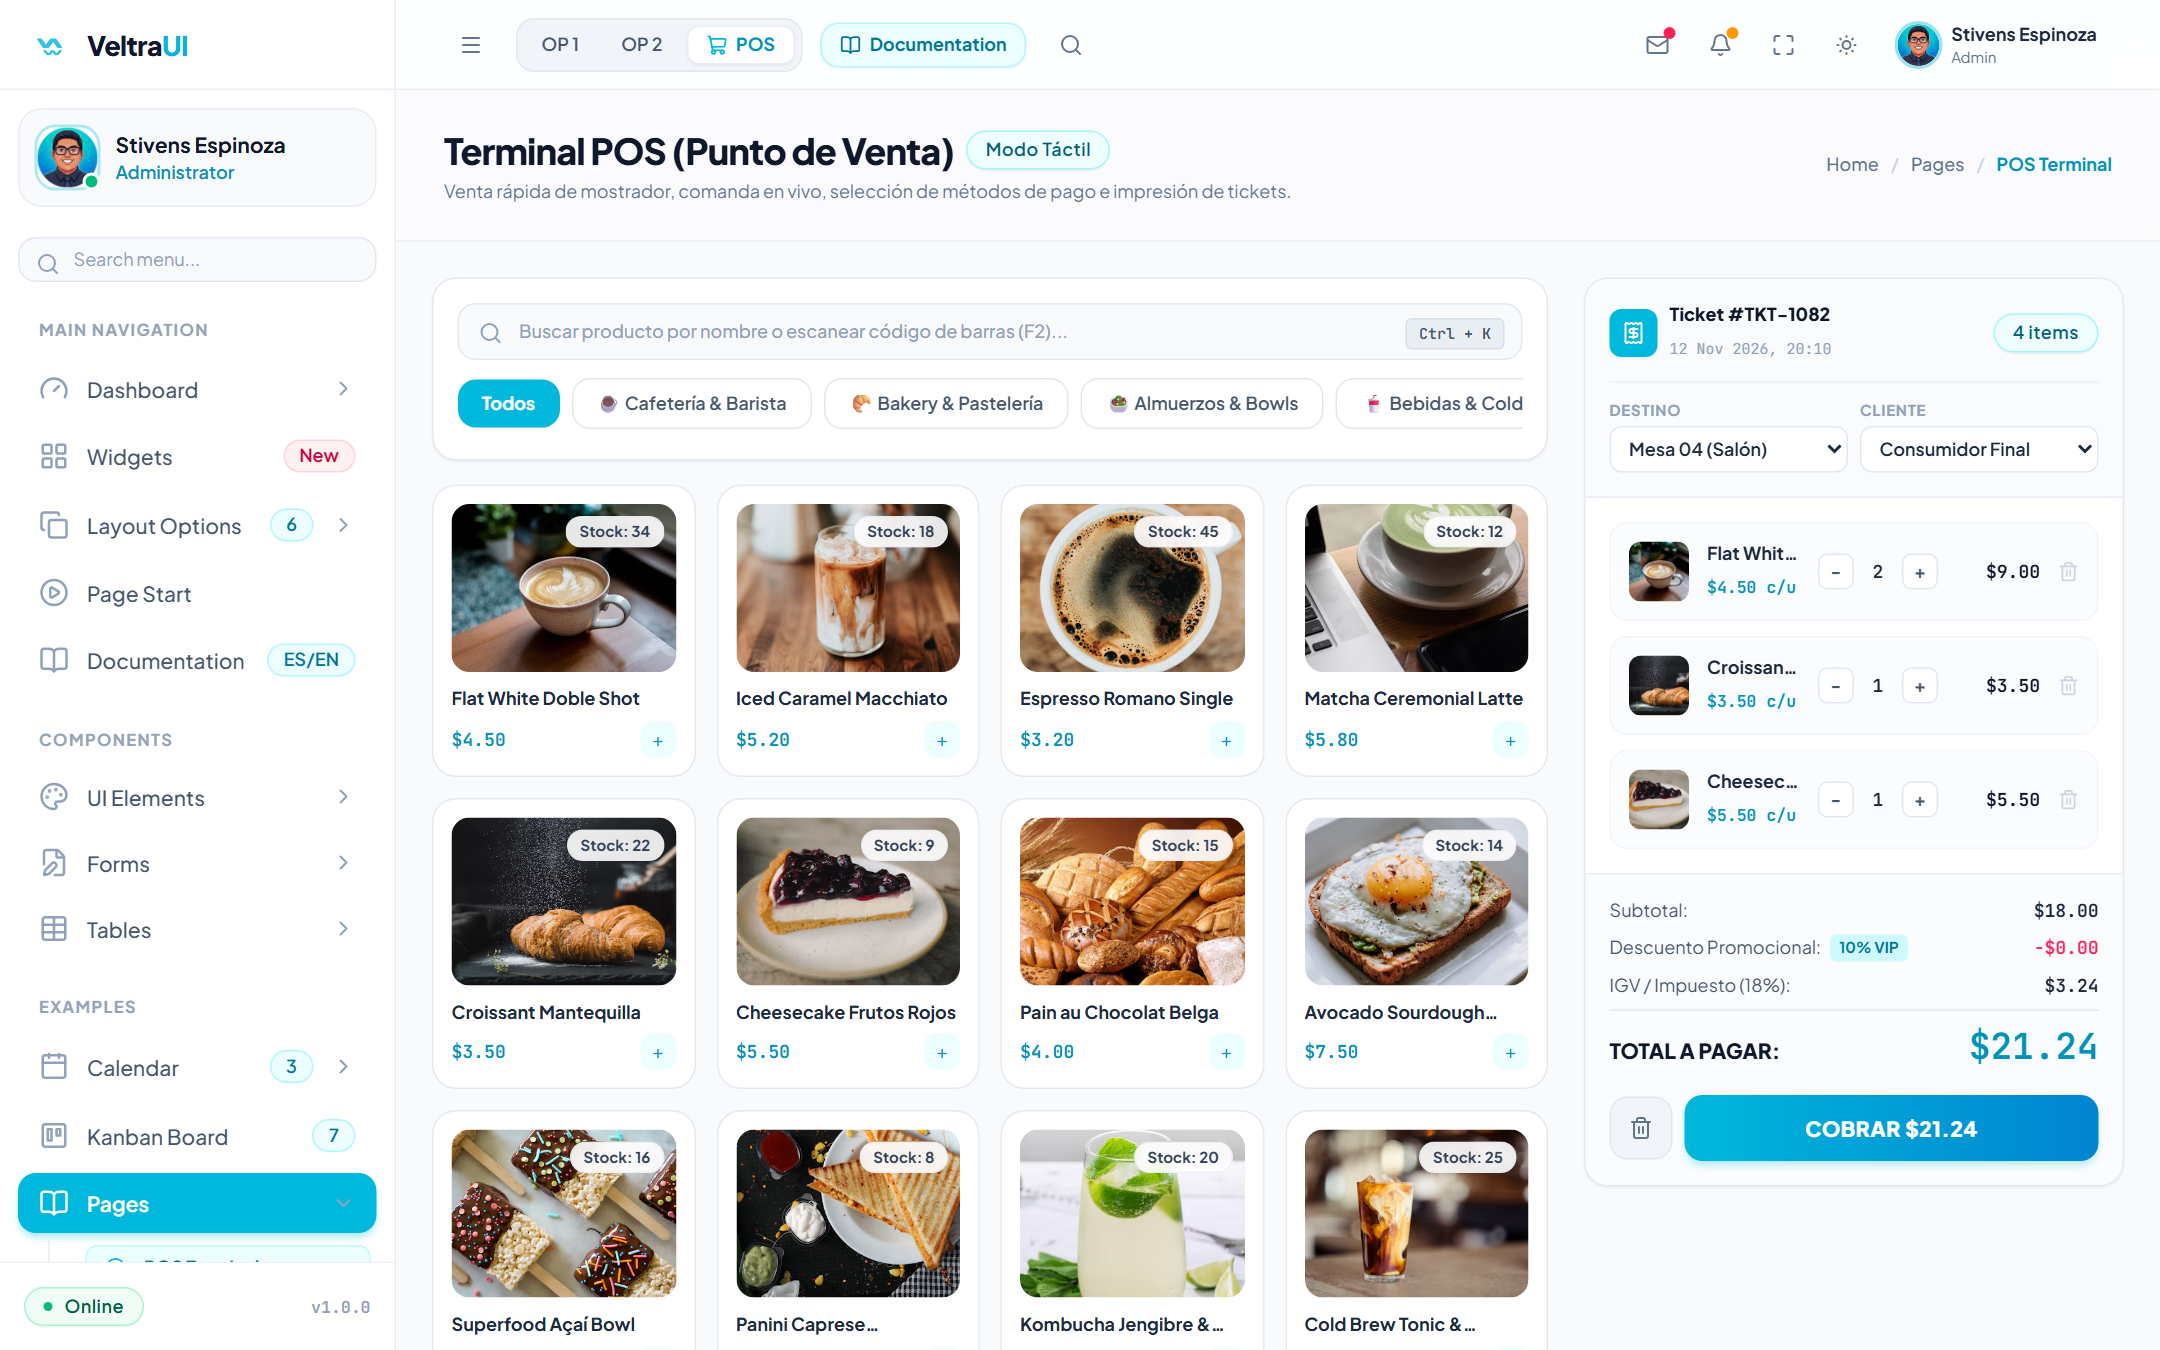 VeltraUI
OP 1
OP 2
POS
Documentation
Stivens Espinoza
Admin
Stivens Espinoza
Administrator
Search menu...
MAIN NAVIGATION
Dashboard
Widgets
New
Layout Options
6
Page Start
Documentation
ES/EN
COMPONENTS
UI Elements
Forms
Tables
EXAMPLES
Calendar
3
Kanban Board
7
Pages
Online
v1.0.0
Terminal POS (Punto de Venta)
Modo Táctil
Venta rápida de mostrador, comanda en vivo, selección de métodos de pago e impresión de tickets.
Home / Pages / POS Terminal
Buscar producto por nombre o escanear código de barras (F2)...
Ctrl + K
Todos
Cafetería & Barista
Bakery & Pastelería
Almuerzos & Bowls
Bebidas & Cold
Stock: 34
Flat White Doble Shot
$4.50
+
Stock: 18
Iced Caramel Macchiato
$5.20
+
Stock: 45
Espresso Romano Single
$3.20
+
Stock: 12
Matcha Ceremonial Latte
$5.80
+
Stock: 22
Croissant Mantequilla
$3.50
+
Stock: 9
Cheesecake Frutos Rojos
$5.50
+
Stock: 15
Pain au Chocolat Belga
$4.00
+
Stock: 14
Avocado Sourdough...
$7.50
+
Stock: 16
Superfood Açaí Bowl
Stock: 8
Panini Caprese...
Stock: 20
Kombucha Jengibre &...
Stock: 25
Cold Brew Tonic &...
Ticket #TKT-1082
12 Nov 2026, 20:10
4 items
DESTINO
Mesa 04 (Salón)
CLIENTE
Consumidor Final
Flat Whit...
$4.50 c/u
- 2 +
$9.00
Croissan...
$3.50 c/u
- 1 +
$3.50
Cheesec...
$5.50 c/u
- 1 +
$5.50
Subtotal: $18.00
Descuento Promocional: 10% VIP -$0.00
IGV / Impuesto (18%): $3.24
TOTAL A PAGAR: $21.24
COBRAR $21.24